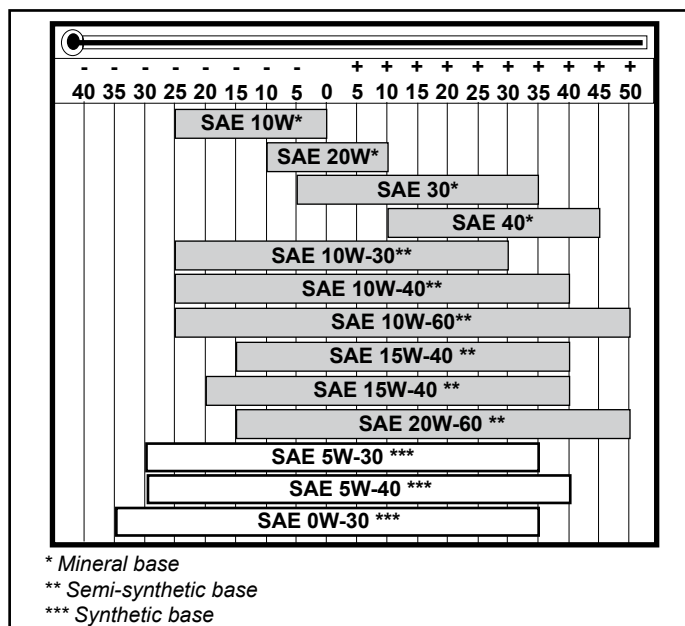 - - - - - - - - + + + + + + + + + +
40 35 30 25 20 15 10 5 0 5 10 15 20 25 30 35 40 45 50
SAE 10W*
SAE 20W*
SAE 30*
SAE 40*
SAE 10W-30**
SAE 10W-40**
SAE 10W-60**
SAE 15W-40 **
SAE 15W-40 **
SAE 20W-60 **
SAE 5W-30 ***
SAE 5W-40 ***
SAE 0W-30 ***
* Mineral base
** Semi-synthetic base
*** Synthetic base